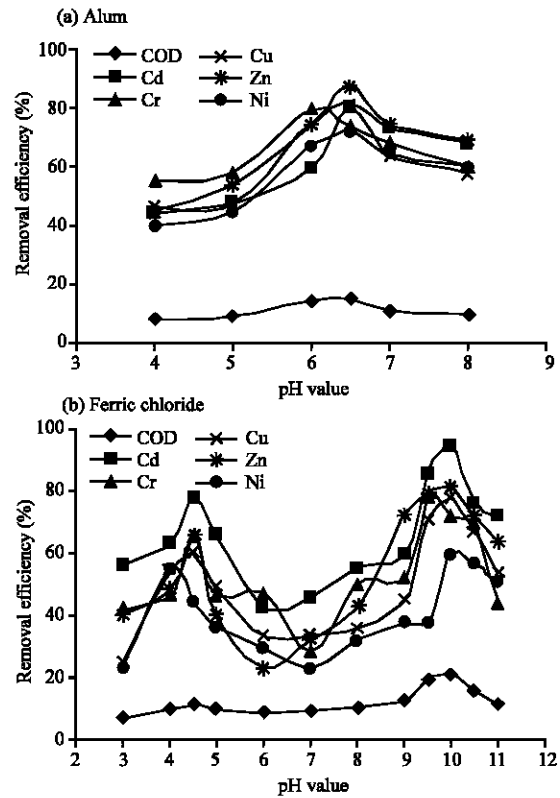 (a) Alum
COD
Cu
Cd
Zn
Cr
Ni
Removal efficiency (%)
100
80
60
40
20
0
3
4
5
6
7
8
9
pH value
(b) Ferric chloride
COD
Cu
Cd
Zn
Cr
Ni
Removal efficiency (%)
100
80
60
40
20
0
2
3
4
5
6
7
8
9
10
11
12
pH value